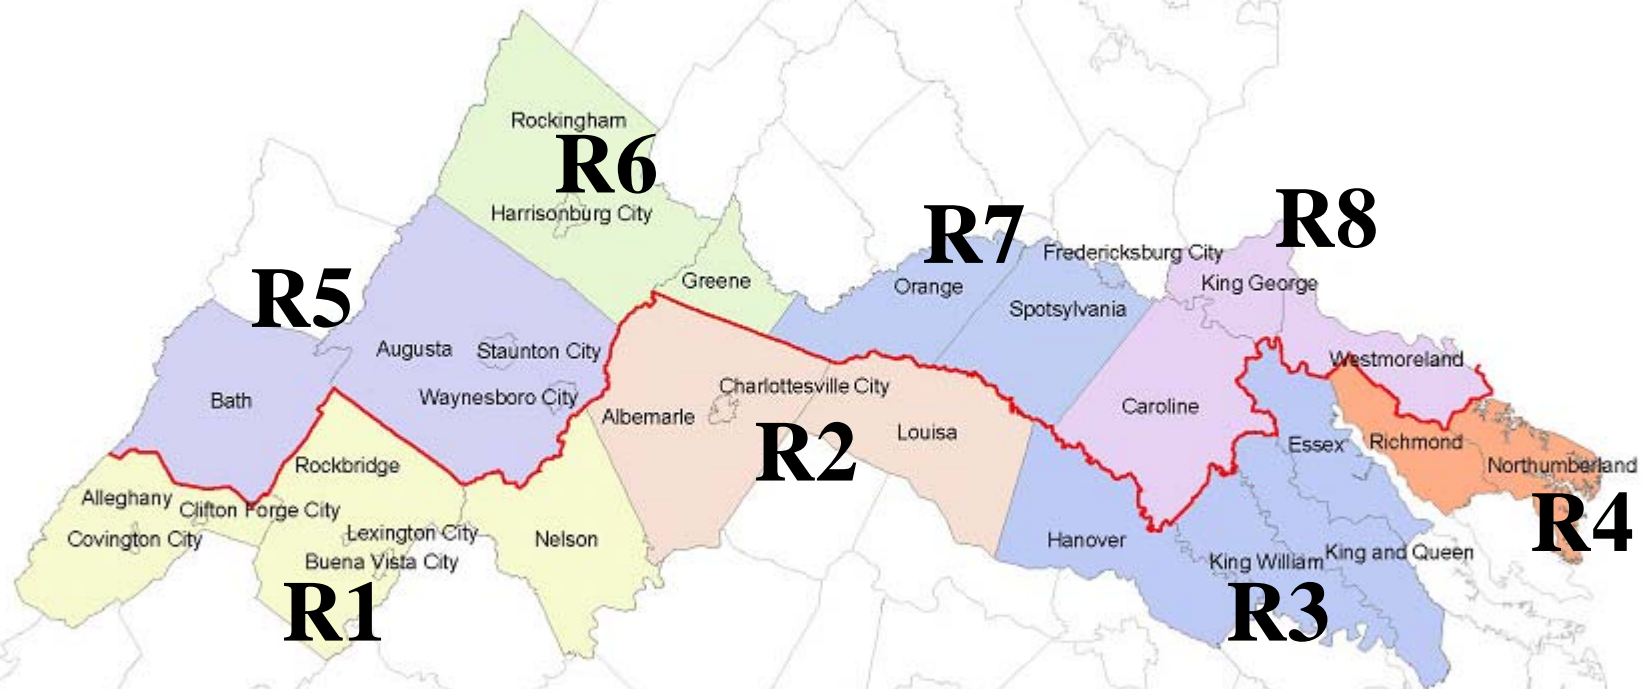 Rockingham
R6
Harrisonburg City
R7
R8
Fredericksburg City
Greene
Orange
King George
R5
Spotsylvania
Augusta
Staunton City
Westmoreland
Bath
Waynesboro City
Charlottesville City
Albemarle
Caroline
R2
Louisa
Essex
Richmond
Rockbridge
Northumberland
Alleghany
Clifton Forge City
R4
Covington City
Lexington City
Nelson
Hanover
Buena Vista City
King William
King and Queen
R1
R3